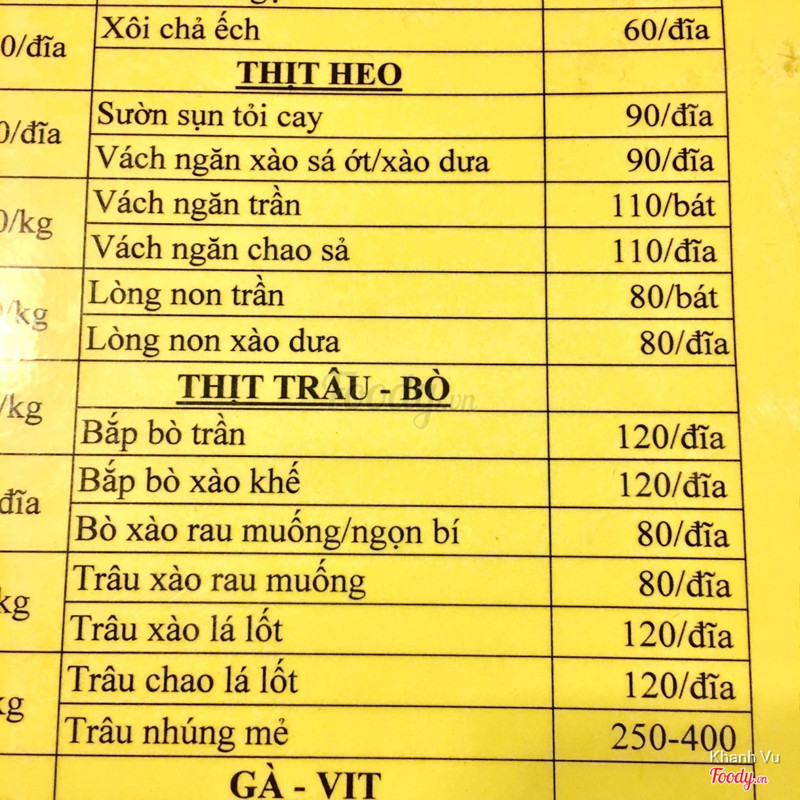 Xôi chả ếch 60/đĩa
0/đĩa
THỊT HEO
Sườn sụn tỏi cay 90/đĩa
0/đĩa
Vách ngăn xào sá ớt/xào dưa 90/đĩa
Vách ngăn trần 110/bát
0/kg
Vách ngăn chao sả 110/đĩa
Lòng non trần 80/bát
/kg
Lòng non xào dưa 80/đĩa
THỊT TRÂU - BÒ
/kg
Bắp bò trần 120/đĩa
Bắp bò xào khế 120/đĩa
đĩa
Bò xào rau muống/ngọn bí 80/đĩa
Trâu xào rau muống 80/đĩa
kg
Trâu xào lá lốt 120/đĩa
Trâu chao lá lốt 120/đĩa
kg
Trâu nhúng mẻ 250-400
GÀ - VỊT
Khanh Vu
Foody.vn